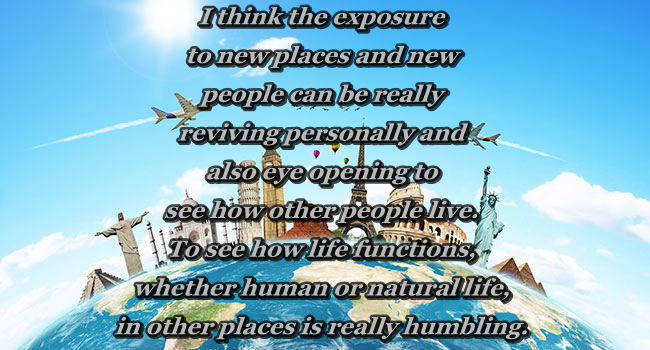 I think the exposure
to new places and new
people can be really
reviving personally and
also eye opening to
see how other people live.
To see how life functions,
whether human or natural life,
in other places is really humbling.